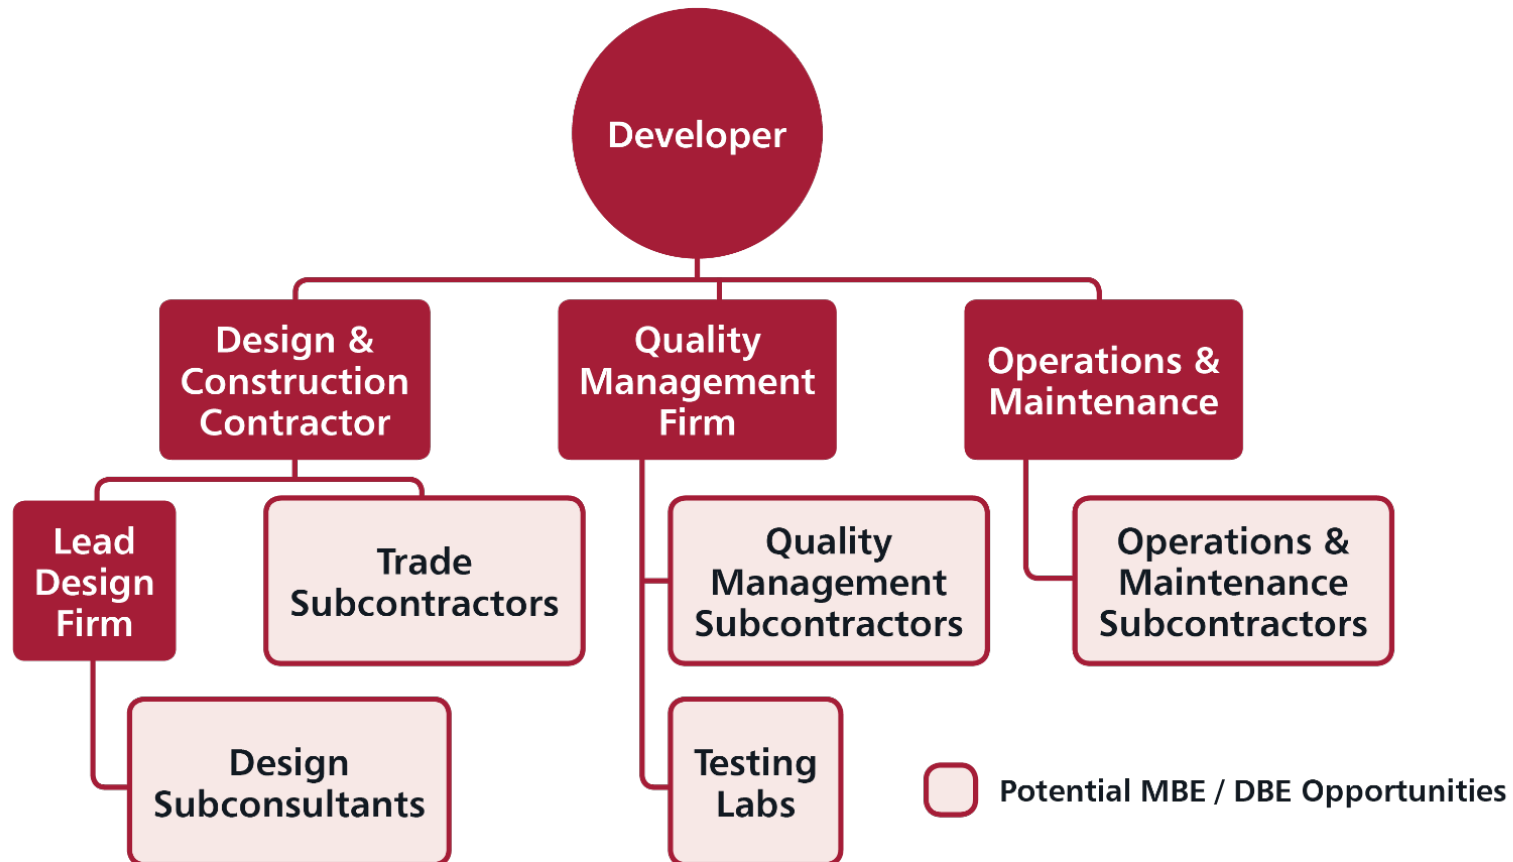 Developer
Design &
Construction
Contractor
Quality
Management
Firm
Operations &
Maintenance
Lead
Design
Firm
Trade
Subcontractors
Quality
Management
Subcontractors
Operations &
Maintenance
Subcontractors
Design
Subconsultants
Testing
Labs
Potential MBE / DBE Opportunities